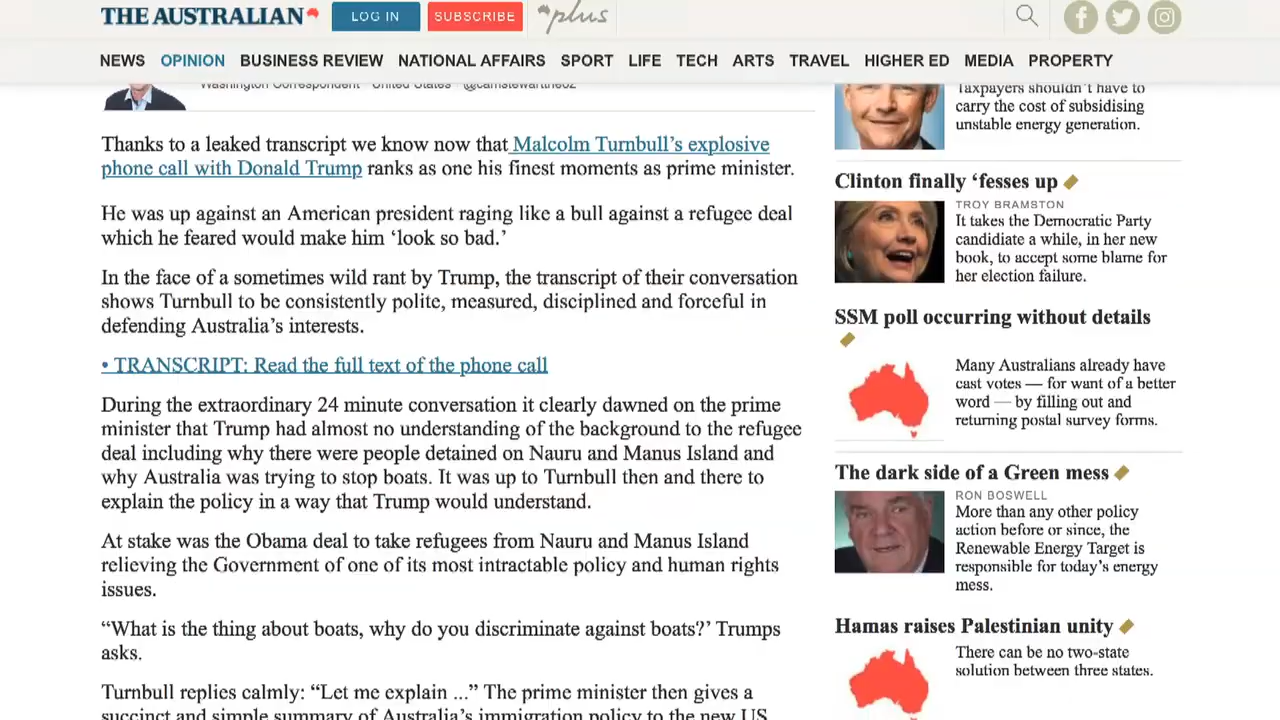 THE AUSTRALIAN
LOG IN
SUBSCRIBE
plus
NEWS OPINION BUSINESS REVIEW NATIONAL AFFAIRS SPORT LIFE TECH ARTS TRAVEL HIGHER ED MEDIA PROPERTY
Washington Correspondent United States @camstewart1962
Thanks to a leaked transcript we know now that Malcolm Turnbull’s explosive
phone call with Donald Trump ranks as one his finest moments as prime minister.
He was up against an American president raging like a bull against a refugee deal
which he feared would make him ‘look so bad.’
In the face of a sometimes wild rant by Trump, the transcript of their conversation
shows Turnbull to be consistently polite, measured, disciplined and forceful in
defending Australia’s interests.
• TRANSCRIPT: Read the full text of the phone call
During the extraordinary 24 minute conversation it clearly dawned on the prime
minister that Trump had almost no understanding of the background to the refugee
deal including why there were people detained on Nauru and Manus Island and
why Australia was trying to stop boats. It was up to Turnbull then and there to
explain the policy in a way that Trump would understand.
At stake was the Obama deal to take refugees from Nauru and Manus Island
relieving the Government of one of its most intractable policy and human rights
issues.
“What is the thing about boats, why do you discriminate against boats?’ Trumps
asks.
Turnbull replies calmly: “Let me explain ...” The prime minister then gives a
succinct and simple summary of Australia’s immigration policy to the new US
Taxpayers shouldn’t have to
carry the cost of subsidising
unstable energy generation.
Clinton finally ‘fesses up
TROY BRAMSTON
It takes the Democratic Party
candidiate a while, in her new
book, to accept some blame for
her election failure.
SSM poll occurring without details
Many Australians already have
cast votes — for want of a better
word — by filling out and
returning postal survey forms.
The dark side of a Green mess
RON BOSWELL
More than any other policy
action before or since, the
Renewable Energy Target is
responsible for today’s energy
mess.
Hamas raises Palestinian unity
There can be no two-state
solution between three states.